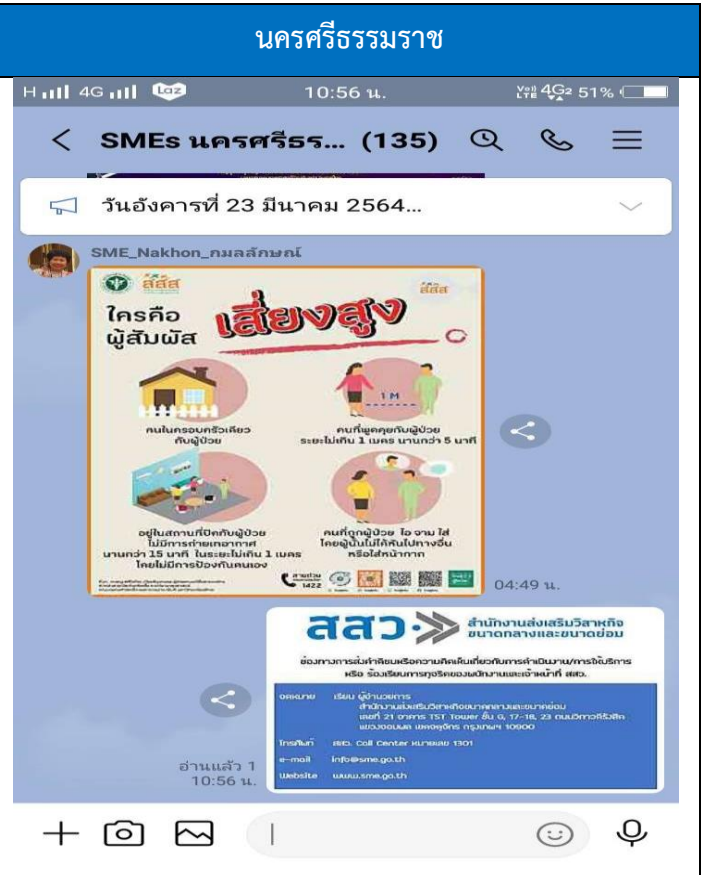 นครศรีธรรมราช
H 4G Laz 10:56 น. Vo)) LTE 4G2 51%
SMEs นครศรีธร... (135)
วันอังคารที่ 23 มีนาคม 2564...
SME_Nakhon_กมลลักษณ์
สสส
สสส
ใครคือ
ผู้สัมผัส
เสี่ยงสูง
1 M
คนในครอบครัวเดียว
กับผู้ป่วย
คนที่พูดคุยกับผู้ป่วย
ระยะไม่เกิน 1 เมตร นานกว่า 5 นาที
อยู่ในสถานที่ปิดกับผู้ป่วย
ไม่มีการถ่ายเทอากาศ
นานกว่า 15 นาที ในระยะไม่เกิน 1 เมตร
โดยไม่มีการป้องกันตนเอง
คนที่ถูกผู้ป่วย ไอ จาม ใส่
โดยผู้นั้นไม่ได้หันไปทางอื่น
หรือใส่หน้ากาก
สายด่วน
1422
04:49 น.
สสว
สำนักงานส่งเสริมวิสาหกิจ
ขนาดกลางและขนาดย่อม
ช่องทางการส่งคำติชมหรือความคิดเห็นเกี่ยวกับการดำเนินงาน/การให้บริการ
หรือ ร้องเรียนการทุจริตของพนักงานและเจ้าหน้าที่ สสว.
จดหมาย เรียน ผู้อำนวยการ
สำนักงานส่งเสริมวิสาหกิจขนาดกลางและขนาดย่อม
เลขที่ 21 อาคาร TST Tower ชั้น G, 17-18, 23 ถนนวิภาวดีรังสิต
แขวงจอมพล เขตจตุจักร กรุงเทพฯ 10900
โทรศัพท์ สสว. Call Center หมายเลข 1301
e-mail info@sme.go.th
Website www.sme.go.th
อ่านแล้ว 1
10:56 น.